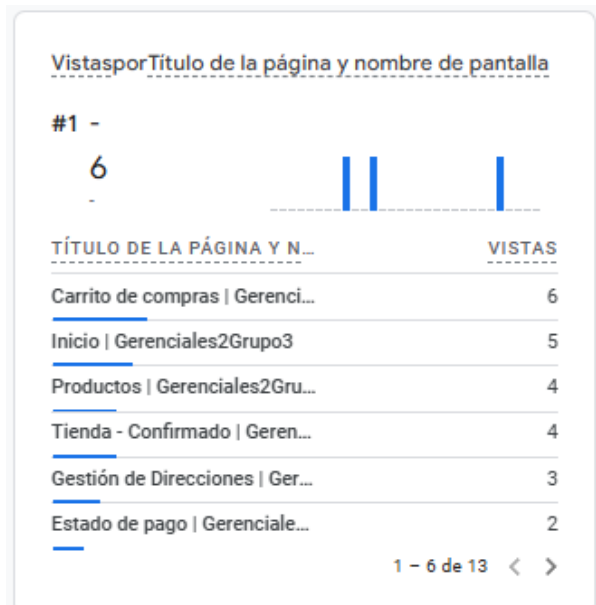 VistasporTítulo de la página y nombre de pantalla
#1 -
6
-
TÍTULO DE LA PÁGINA Y N... VISTAS
Carrito de compras | Gerenci... 6
Inicio | Gerenciales2Grupo3 5
Productos | Gerenciales2Gru... 4
Tienda - Confirmado | Geren... 4
Gestión de Direcciones | Ger... 3
Estado de pago | Gerenciale... 2
1 – 6 de 13